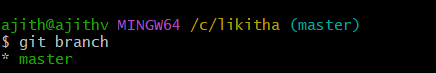 ajith@ajithv MINGW64 /c/likitha (master)
$ git branch
* master